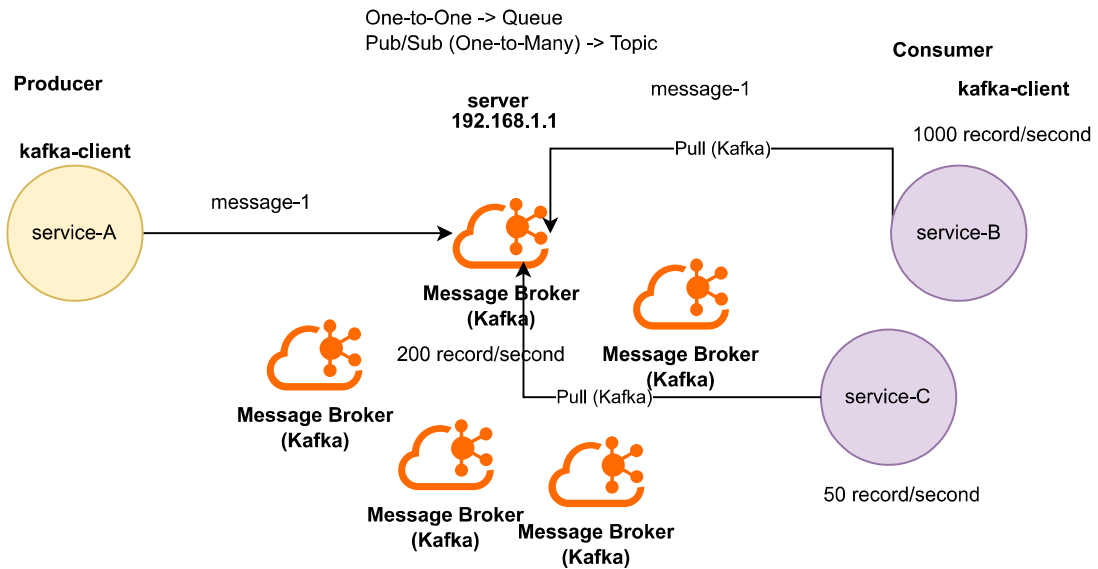 One-to-One -> Queue
Pub/Sub (One-to-Many) -> Topic
Producer
Consumer
server
192.168.1.1
message-1
kafka-client
kafka-client
1000 record/second
Pull (Kafka)
message-1
service-A
service-B
Message Broker
(Kafka)
200 record/second
Message Broker
(Kafka)
Pull (Kafka)
service-C
Message Broker
(Kafka)
50 record/second
Message Broker
(Kafka)
Message Broker
(Kafka)